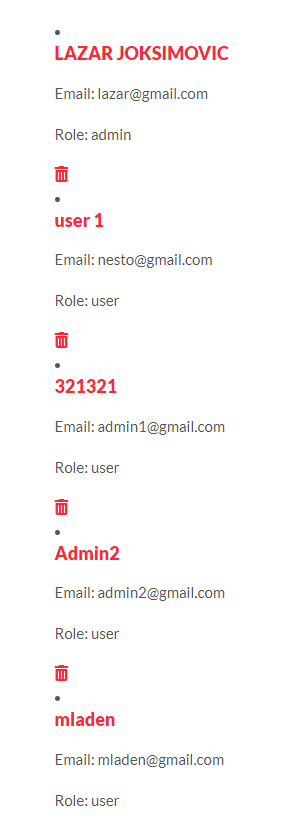 LAZAR JOKSIMOVIC
Email: lazar@gmail.com
Role: admin
user 1
Email: nesto@gmail.com
Role: user
321321
Email: admin1@gmail.com
Role: user
Admin2
Email: admin2@gmail.com
Role: user
mladen
Email: mladen@gmail.com
Role: user